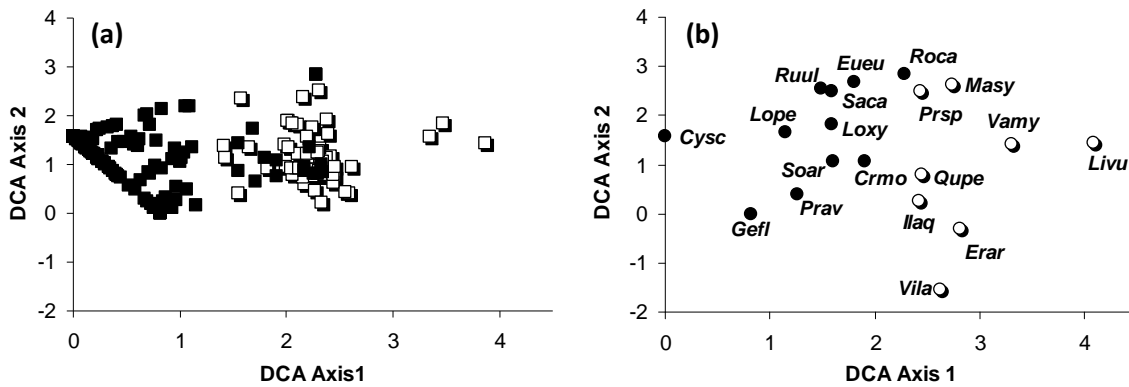 (a)
4
3
2
1
0
-1
-2
DCA Axis 2
0 1 2 3 4
DCA Axis1
(b)
4
3
2
1
0
-1
-2
DCA Axis 2
Roca
Eueu
Ruul
Masy
Saca
Prsp
Lope
Loxy
Vamy
Cysc
Livu
Soar
Crmo
Qupe
Prav
Ilaq
Gefl
Erar
Vila
0 1 2 3 4
DCA Axis 1